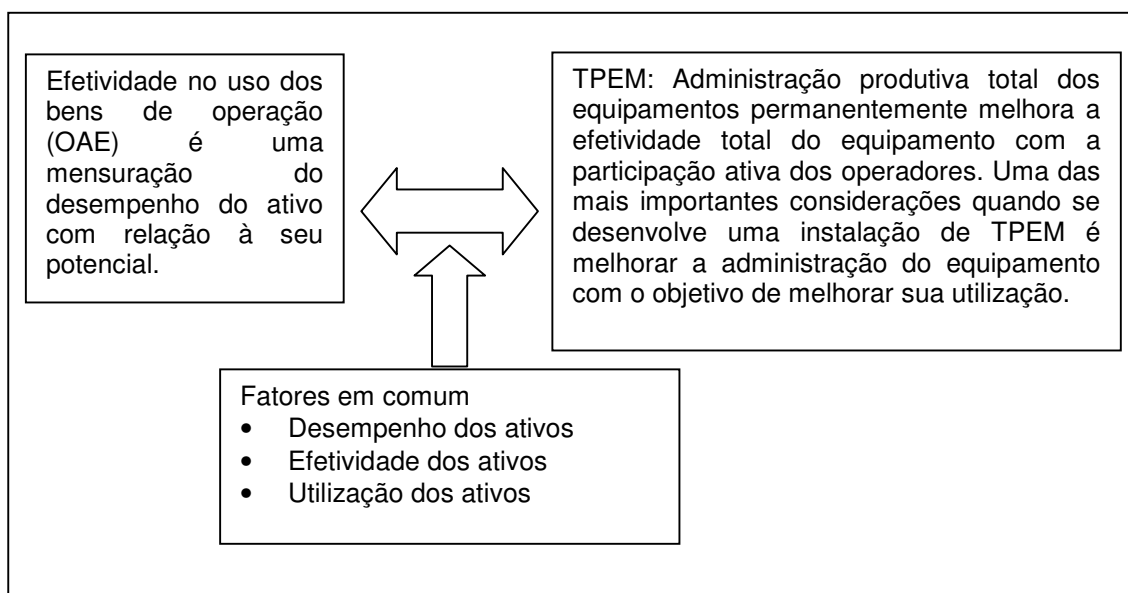 Efetividade no uso dos
bens de operação
(OAE) é uma
mensuração do
desempenho do ativo
com relação à seu
potencial.
TPEM: Administração produtiva total dos
equipamentos permanentemente melhora a
efetividade total do equipamento com a
participação ativa dos operadores. Uma das
mais importantes considerações quando se
desenvolve uma instalação de TPEM é
melhorar a administração do equipamento
com o objetivo de melhorar sua utilização.
Fatores em comum
• Desempenho dos ativos
• Efetividade dos ativos
• Utilização dos ativos